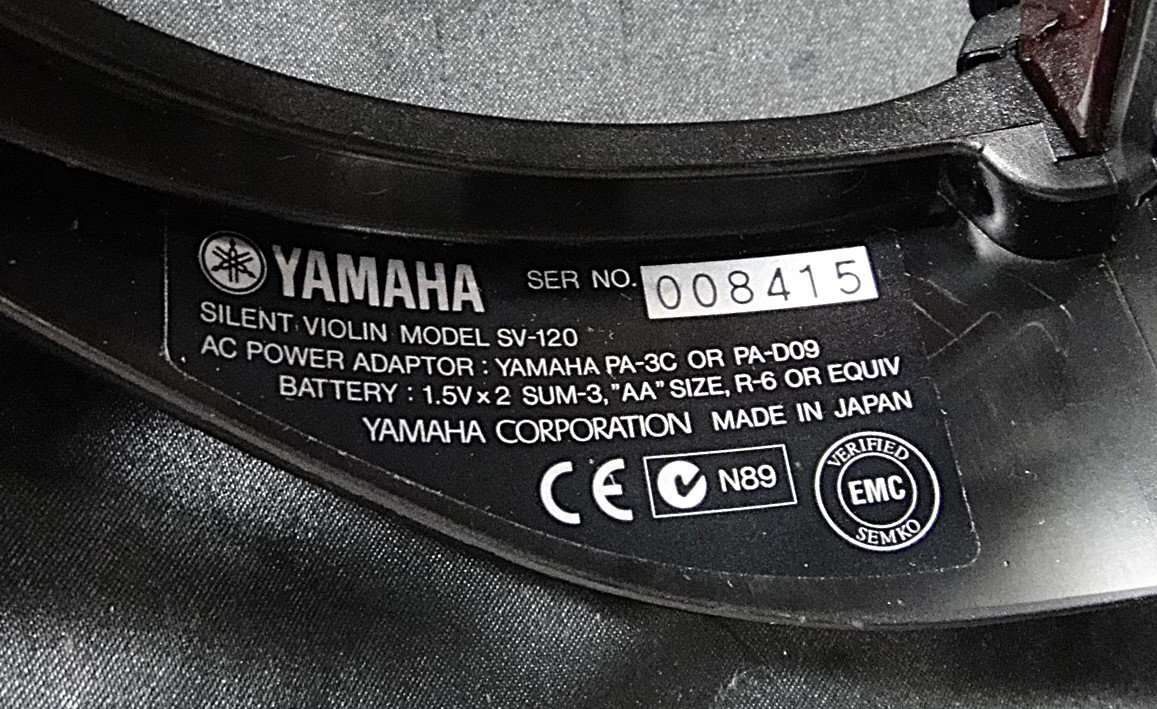 YAMAHA SER NO. 008415
SILENT VIOLIN MODEL SV-120
AC POWER ADAPTOR : YAMAHA PA-3C OR PA-D09
BATTERY : 1.5V×2 SUM-3, "AA" SIZE, R-6 OR EQUIV
YAMAHA CORPORATION MADE IN JAPAN
CE N89 VERIFIED EMC SEMKO